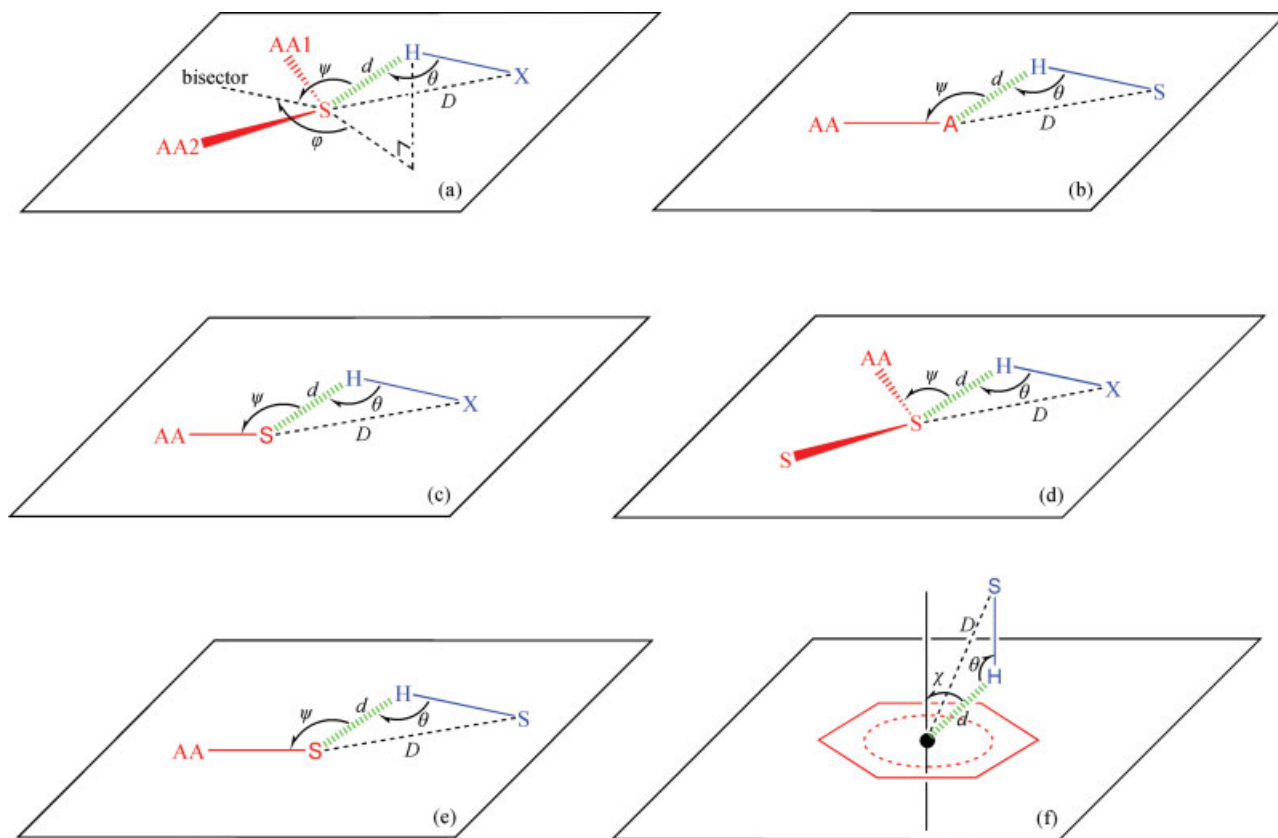 AA1
H
ψ
d
θ
X
bisector
S
D
AA2
φ
(a)
H
d
ψ
θ
S
AA
A
D
(b)
H
d
ψ
θ
X
AA
S
D
(c)
AA
H
ψ
d
θ
X
S
D
S
(d)
H
d
ψ
θ
S
AA
S
D
(e)
S
D
θ
H
χ
d
(f)